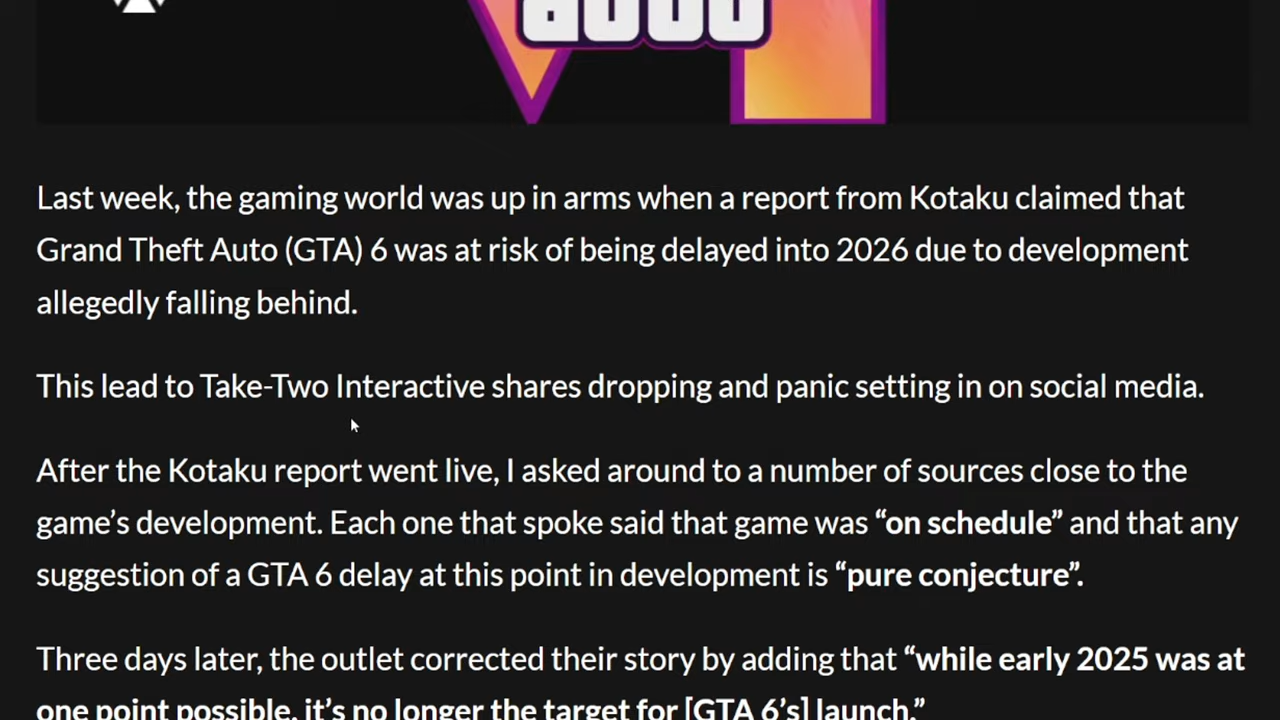 auto
Last week, the gaming world was up in arms when a report from Kotaku claimed that
Grand Theft Auto (GTA) 6 was at risk of being delayed into 2026 due to development
allegedly falling behind.
This lead to Take-Two Interactive shares dropping and panic setting in on social media.
After the Kotaku report went live, I asked around to a number of sources close to the
game’s development. Each one that spoke said that game was “on schedule” and that any
suggestion of a GTA 6 delay at this point in development is “pure conjecture”.
Three days later, the outlet corrected their story by adding that “while early 2025 was at
one point possible, it’s no longer the target for [GTA 6’s] launch.”